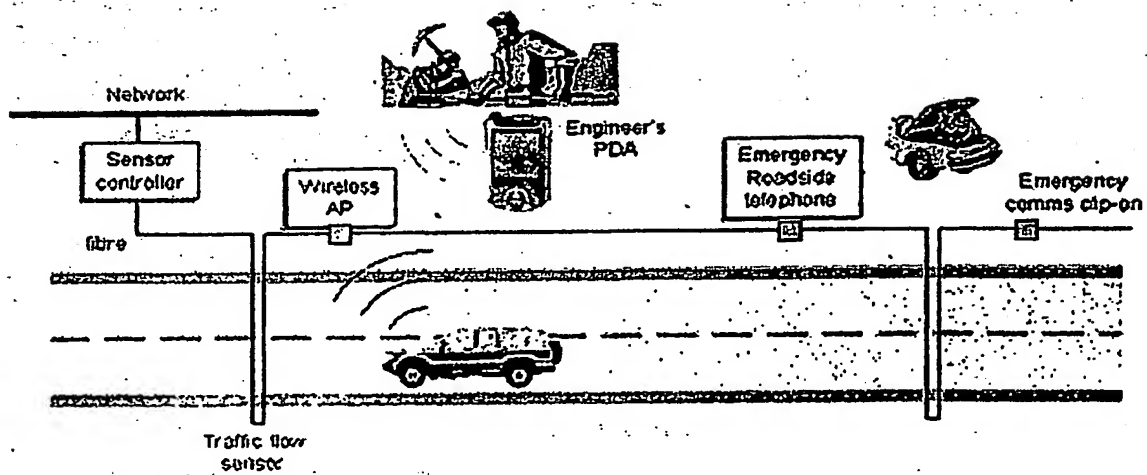 Network
Sensor
controller
Wireless
AP
Engineer's
PDA
Emergency
Roadside
telephone
Emergency
comms clip-on
fibre
Traffic flow
sensor